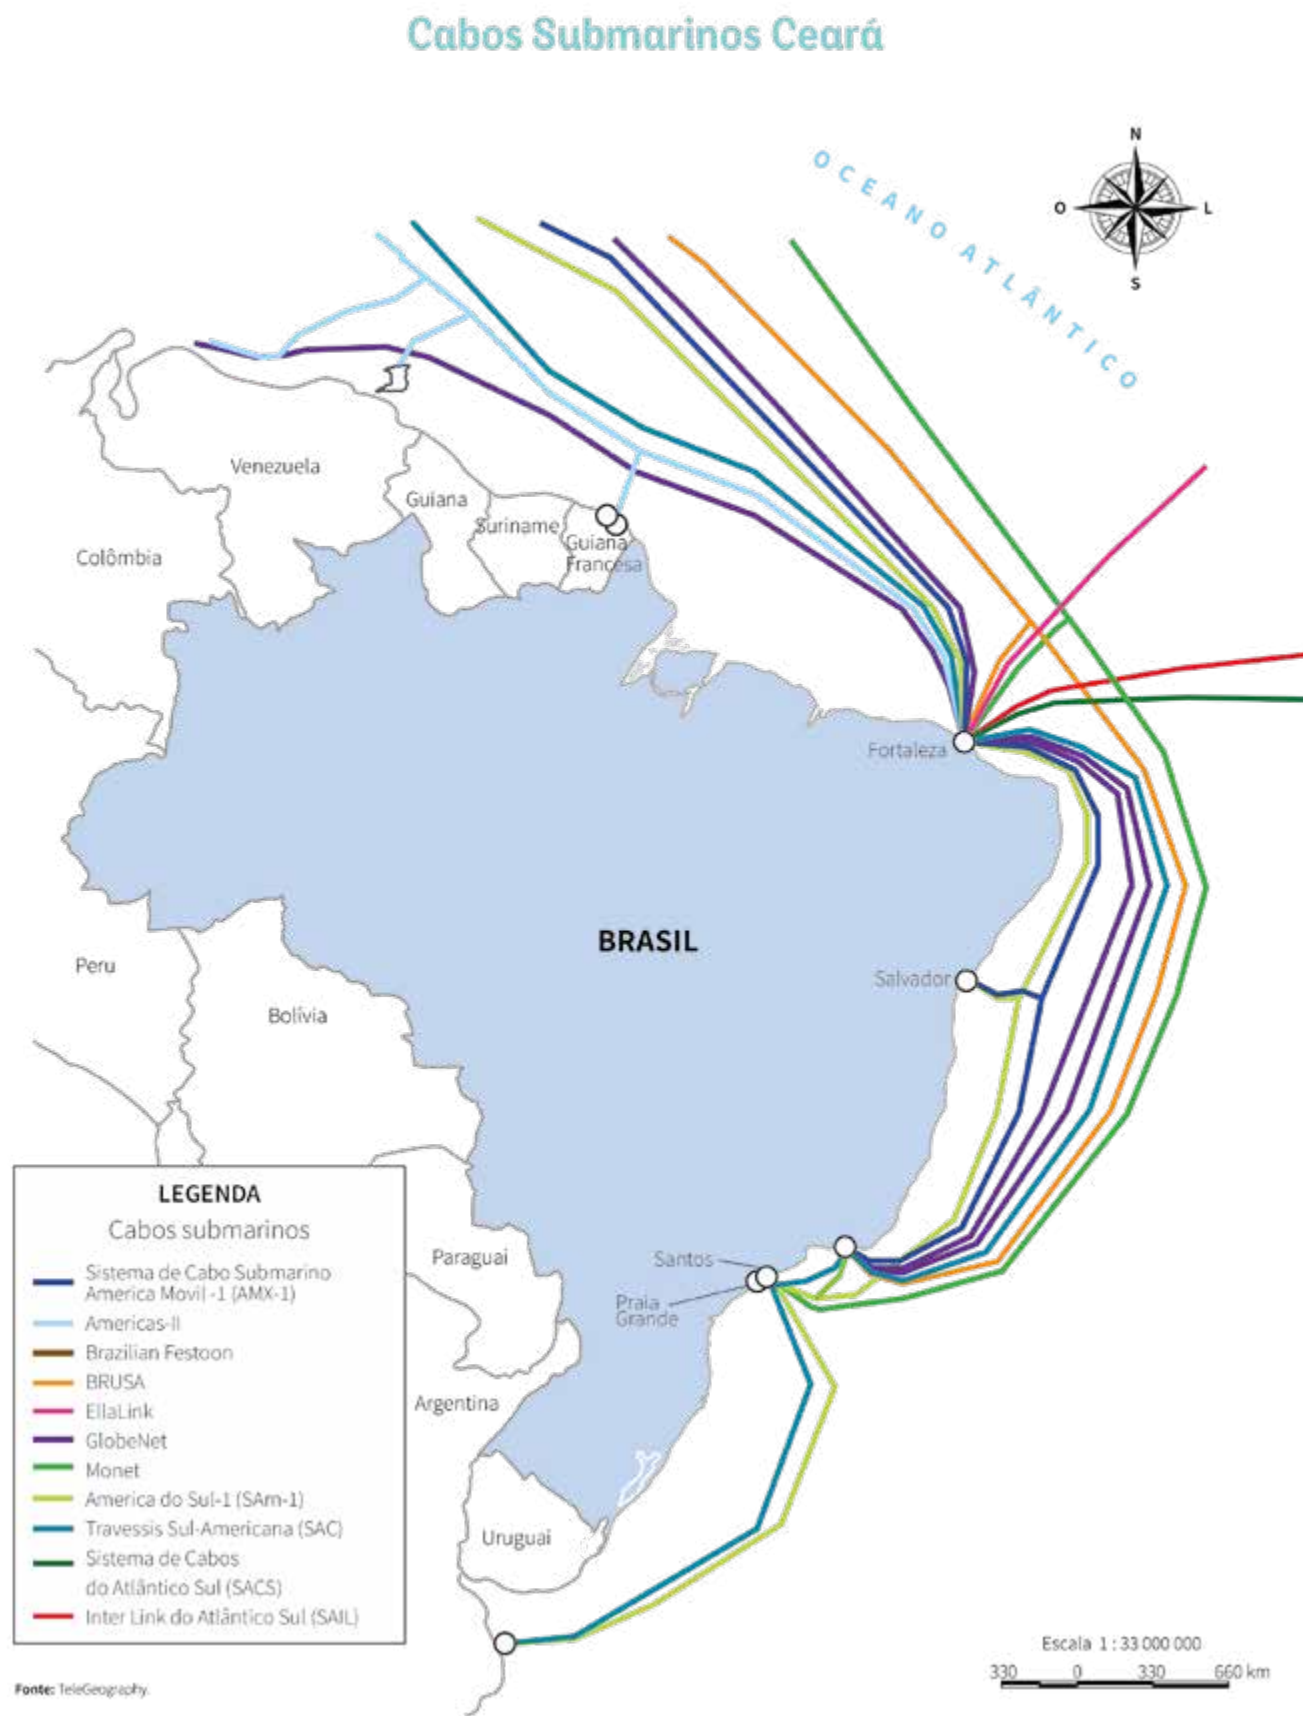 Cabos Submarinos Ceará
N
O
L
S
OCEANO ATLÂNTICO
Venezuela
Guiana
Suriname
Guiana
Francesa
Colômbia
Fortaleza
BRASIL
Salvador
Peru
Bolívia
Paraguai
Santos
Praia
Grande
Argentina
Uruguai
LEGENDA
Cabos submarinos
Sistema de Cabo Submarino
America Movil -1 (AMX-1)
Americas-II
Brazilian Festoon
BRUSA
EllaLink
GlobeNet
Monet
America do Sul-1 (SAm-1)
Travessis Sul-Americana (SAC)
Sistema de Cabos
do Atlântico Sul (SACS)
Inter Link do Atlântico Sul (SAIL)
Escala 1 : 33 000 000
330 0 330 660 km
Fonte: TeleGeography.